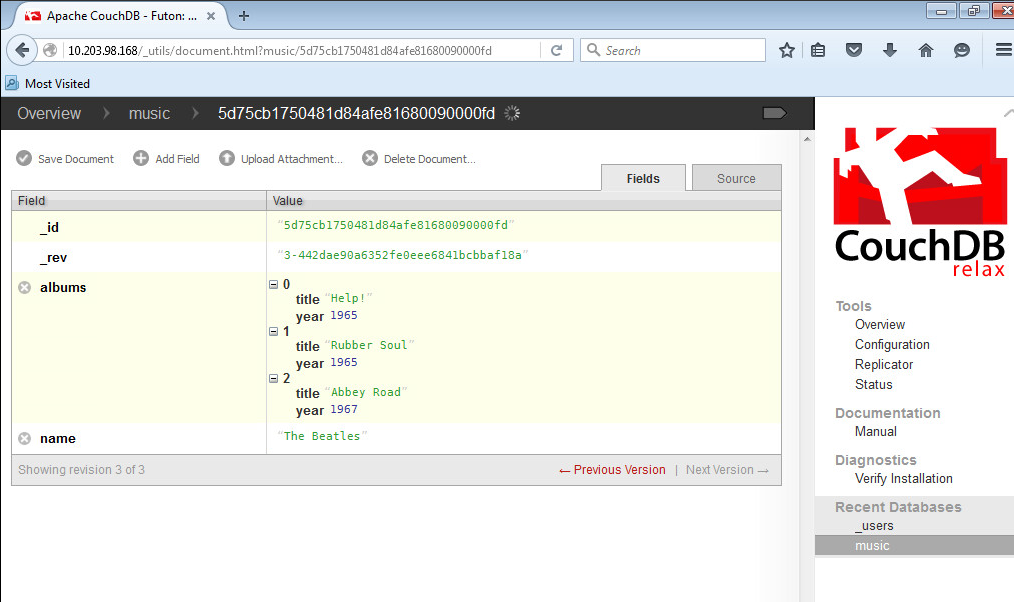 Apache CouchDB - Futon: ...
10.203.98.168/_utils/document.html?music/5d75cb1750481d84afe81680090000fd
Search
Most Visited
Overview music 5d75cb1750481d84afe81680090000fd
Save Document Add Field Upload Attachment... Delete Document...
Fields Source
Field Value
_id "5d75cb1750481d84afe81680090000fd"
_rev "3-442dae90a6352fe0eee6841bcbbaf18a"
albums 0
title "Help!"
year 1965
1
title "Rubber Soul"
year 1965
2
title "Abbey Road"
year 1967
name "The Beatles"
Showing revision 3 of 3 ← Previous Version | Next Version →
CouchDB
relax
Tools
Overview
Configuration
Replicator
Status
Documentation
Manual
Diagnostics
Verify Installation
Recent Databases
_users
music